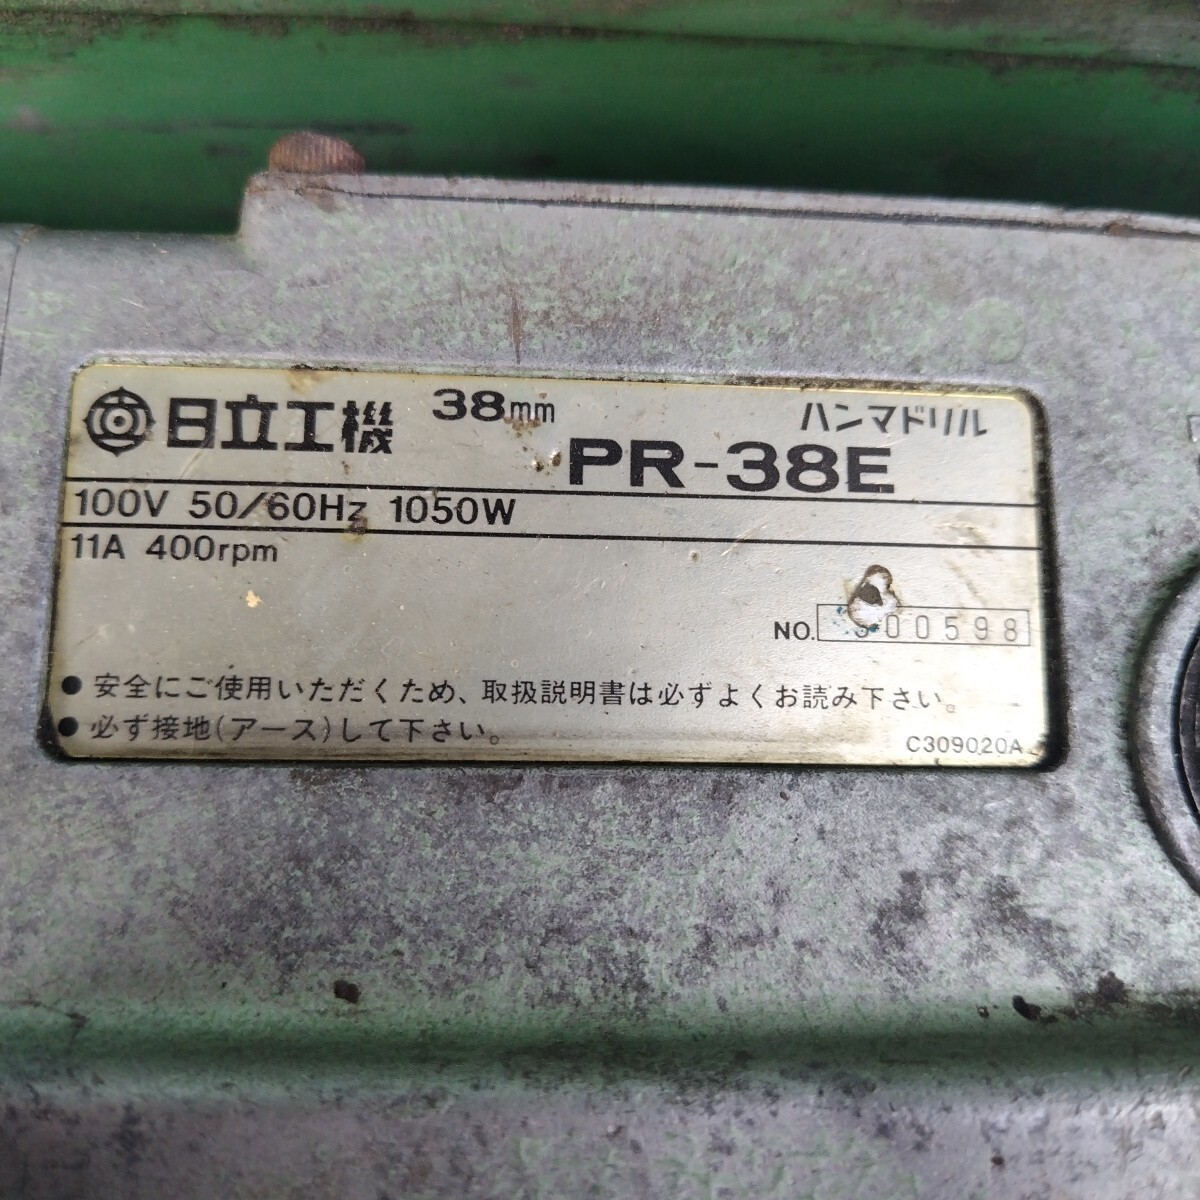 日立工機 38mm ハンマドリル
PR-38E
100V 50/60Hz 1050W
11A 400rpm
NO. 00598
●安全にご使用いただくため、取扱説明書は必ずよくお読み下さい。
●必ず接地(アース)して下さい。
C309020A